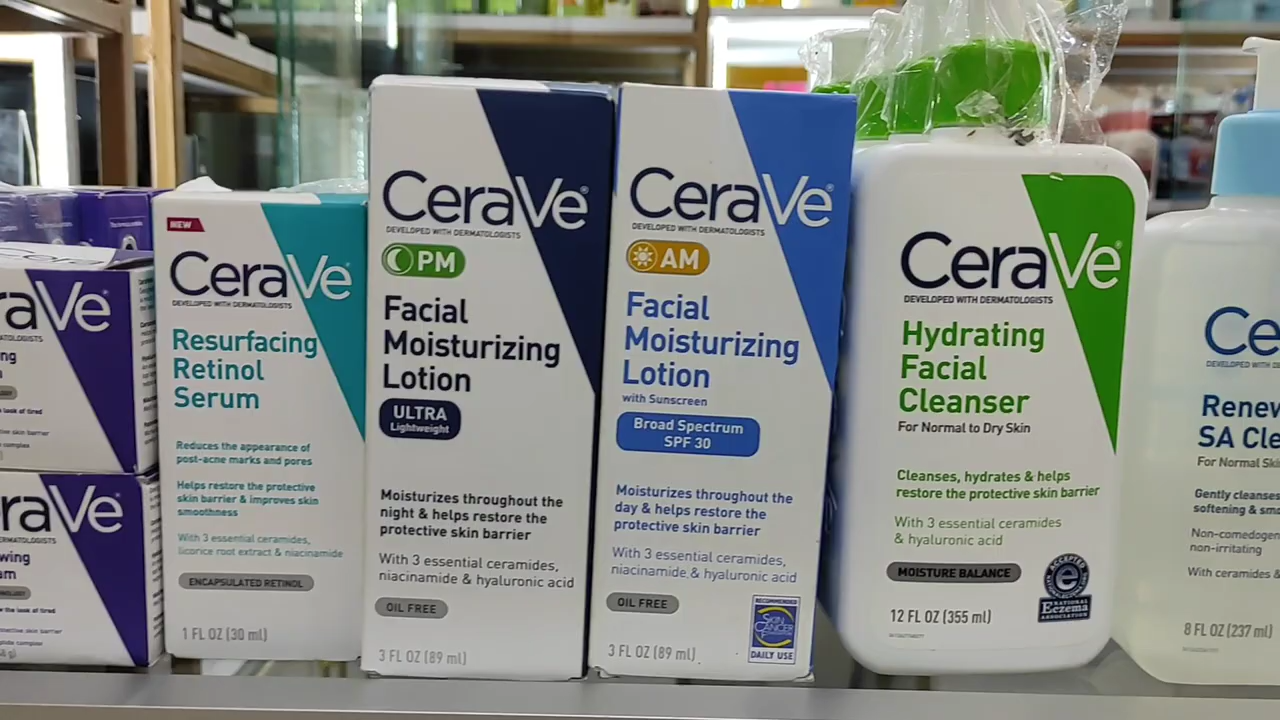 raVe
raVe
NEW
CeraVe
DEVELOPED WITH DERMATOLOGISTS
Resurfacing
Retinol
Serum
Reduces the appearance of
post-acne marks and pores
Helps restore the protective
skin barrier & improves skin
smoothness
With 3 essential ceramides,
licorice root extract & niacinamide
ENCAPSULATED RETINOL
1 FL OZ (30 ml)
CeraVe®
DEVELOPED WITH DERMATOLOGISTS
PM
Facial
Moisturizing
Lotion
ULTRA
Lightweight
Moisturizes throughout the
night & helps restore the
protective skin barrier
With 3 essential ceramides,
niacinamide & hyaluronic acid
OIL FREE
3 FL OZ (89 ml)
CeraVe®
DEVELOPED WITH DERMATOLOGISTS
AM
Facial
Moisturizing
Lotion
with Sunscreen
Broad Spectrum
SPF 30
Moisturizes throughout the
day & helps restore the
protective skin barrier
With 3 essential ceramides,
niacinamide & hyaluronic acid
OIL FREE
3 FL OZ (89 ml)
RECOMMENDED
SKIN
CANCER
DAILY USE
CeraVe®
DEVELOPED WITH DERMATOLOGISTS
Hydrating
Facial
Cleanser
For Normal to Dry Skin
Cleanses, hydrates & helps
restore the protective skin barrier
With 3 essential ceramides
& hyaluronic acid
MOISTURE BALANCE
12 FL OZ (355 ml)
ACCEPTED
e
NATIONAL
Eczema
ASSOCIATION
Ce
DEVELOPED
Renew
SA Cle
For Normal Ski
Gently cleanses
softening & smo
Non-comedogen
non-irritating
With ceramides &
8 FL OZ (237 ml)